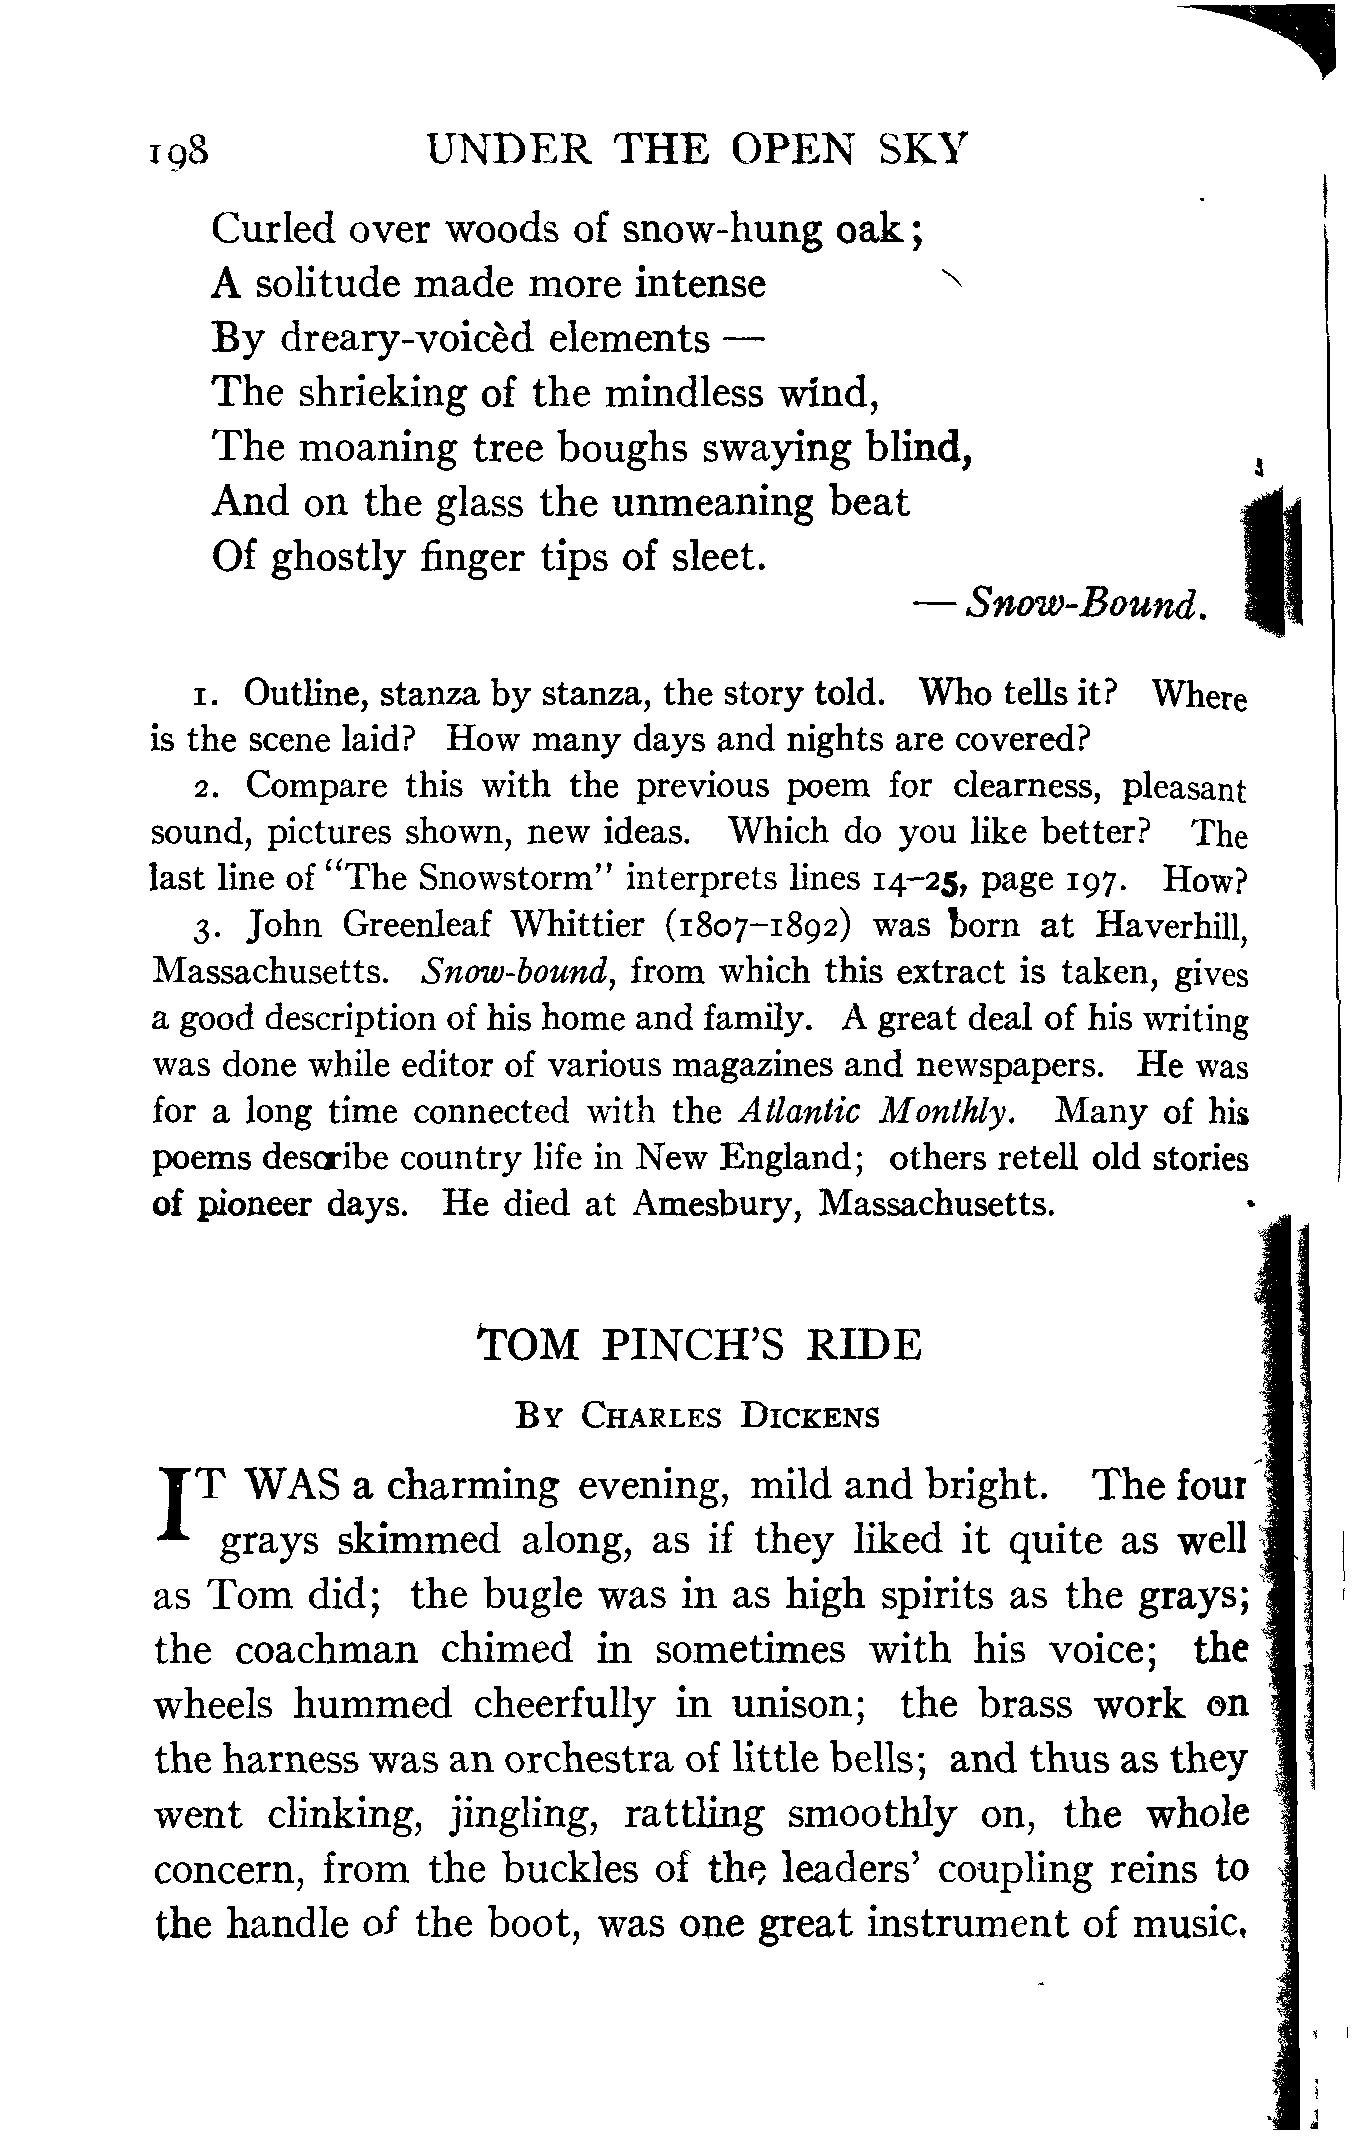 198 UNDER THE OPEN SKY
Curled over woods of snow-hung oak;
A solitude made more intense
By dreary-voicèd elements —
The shrieking of the mindless wind,
The moaning tree boughs swaying blind,
And on the glass the unmeaning beat
Of ghostly finger tips of sleet.
— Snow-Bound.
1. Outline, stanza by stanza, the story told. Who tells it? Where
is the scene laid? How many days and nights are covered?
2. Compare this with the previous poem for clearness, pleasant
sound, pictures shown, new ideas. Which do you like better? The
last line of "The Snowstorm" interprets lines 14–25, page 197. How?
3. John Greenleaf Whittier (1807–1892) was born at Haverhill,
Massachusetts. Snow-bound, from which this extract is taken, gives
a good description of his home and family. A great deal of his writing
was done while editor of various magazines and newspapers. He was
for a long time connected with the Atlantic Monthly. Many of his
poems describe country life in New England; others retell old stories
of pioneer days. He died at Amesbury, Massachusetts.
TOM PINCH'S RIDE
By Charles Dickens
IT WAS a charming evening, mild and bright. The four
grays skimmed along, as if they liked it quite as well
as Tom did; the bugle was in as high spirits as the grays;
the coachman chimed in sometimes with his voice; the
wheels hummed cheerfully in unison; the brass work on
the harness was an orchestra of little bells; and thus as they
went clinking, jingling, rattling smoothly on, the whole
concern, from the buckles of the leaders' coupling reins to
the handle of the boot, was one great instrument of music.